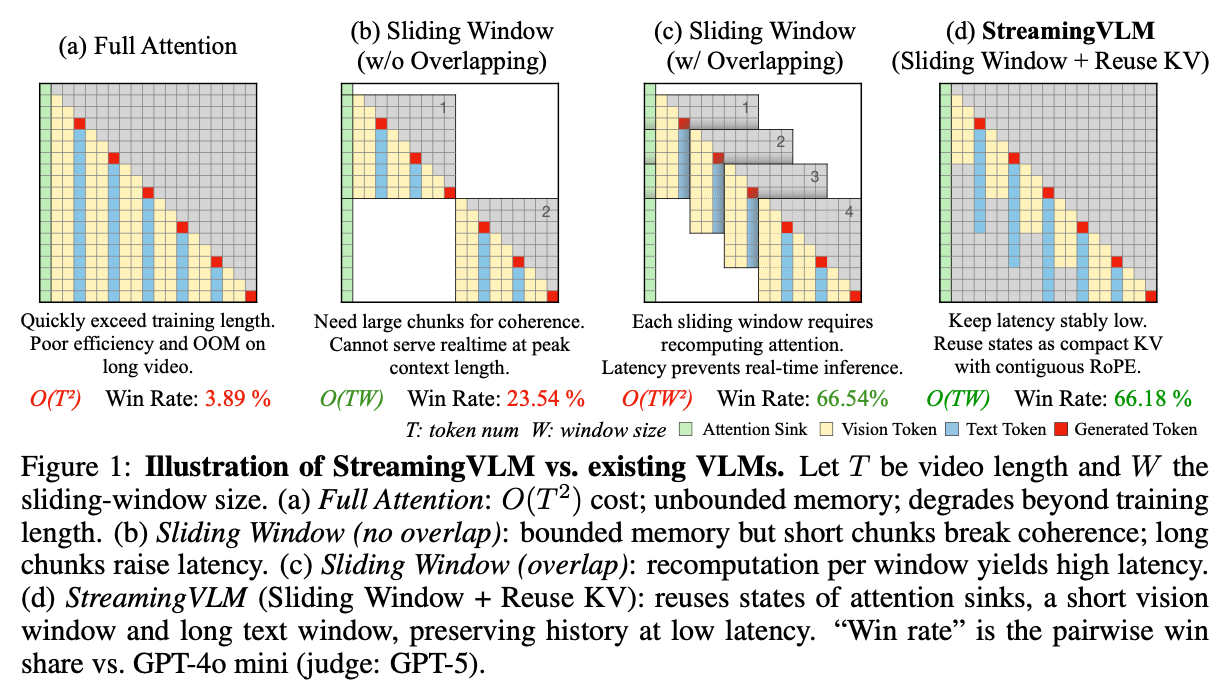 (a) Full Attention
(b) Sliding Window
(w/o Overlapping)
(c) Sliding Window
(w/ Overlapping)
(d) StreamingVLM
(Sliding Window + Reuse KV)
1
2
1
2
3
4
Quickly exceed training length.
Poor efficiency and OOM on
long video.
Need large chunks for coherence.
Cannot serve realtime at peak
context length.
Each sliding window requires
recomputing attention.
Latency prevents real-time inference.
Keep latency stably low.
Reuse states as compact KV
with contiguous RoPE.
O(T²) Win Rate: 3.89 %
O(TW) Win Rate: 23.54 %
O(TW²) Win Rate: 66.54%
O(TW) Win Rate: 66.18 %
T: token num W: window size Attention Sink Vision Token Text Token Generated Token
Figure 1: Illustration of StreamingVLM vs. existing VLMs. Let T be video length and W the
sliding-window size. (a) Full Attention: O(T²) cost; unbounded memory; degrades beyond training
length. (b) Sliding Window (no overlap): bounded memory but short chunks break coherence; long
chunks raise latency. (c) Sliding Window (overlap): recomputation per window yields high latency.
(d) StreamingVLM (Sliding Window + Reuse KV): reuses states of attention sinks, a short vision
window and long text window, preserving history at low latency. “Win rate” is the pairwise win
share vs. GPT-4o mini (judge: GPT-5).